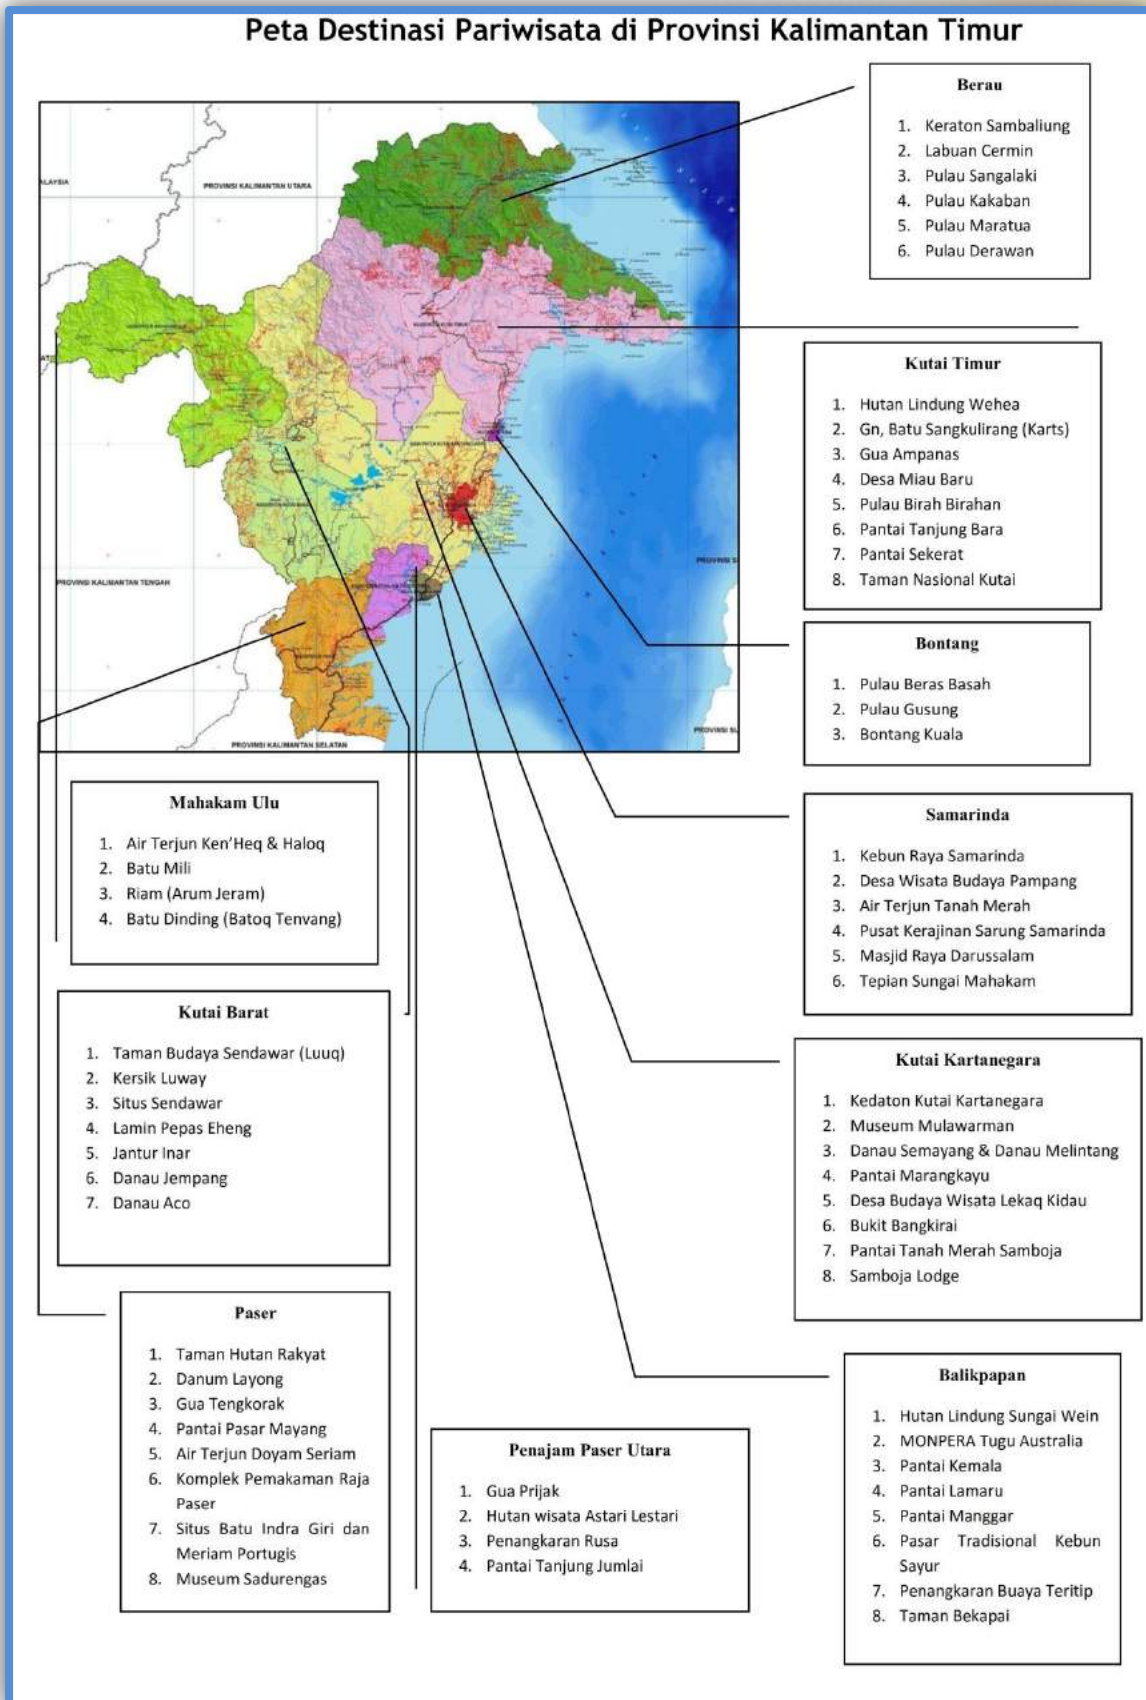 Peta Destinasi Pariwisata di Provinsi Kalimantan Timur
PROVINSI KALIMANTAN UTARA
PROVINSI KALIMANTAN TENGAH
PROVINSI KALIMANTAN SELATAN
Berau
1. Keraton Sambaliung
2. Labuan Cermin
3. Pulau Sangalaki
4. Pulau Kakaban
5. Pulau Maratua
6. Pulau Derawan
Kutai Timur
1. Hutan Lindung Wehea
2. Gn, Batu Sangkulirang (Karts)
3. Gua Ampanas
4. Desa Miau Baru
5. Pulau Birah Birahan
6. Pantai Tanjung Bara
7. Pantai Sekerat
8. Taman Nasional Kutai
Bontang
1. Pulau Beras Basah
2. Pulau Gusung
3. Bontang Kuala
Mahakam Ulu
1. Air Terjun Ken'Heq & Haloq
2. Batu Mili
3. Riam (Arum Jeram)
4. Batu Dinding (Batoq Tenvang)
Samarinda
1. Kebun Raya Samarinda
2. Desa Wisata Budaya Pampang
3. Air Terjun Tanah Merah
4. Pusat Kerajinan Sarung Samarinda
5. Masjid Raya Darussalam
6. Tepian Sungai Mahakam
Kutai Barat
1. Taman Budaya Sendawar (Luuq)
2. Kersik Luway
3. Situs Sendawar
4. Lamin Pepas Eheng
5. Jantur Inar
6. Danau Jempang
7. Danau Aco
Kutai Kartanegara
1. Kedaton Kutai Kartanegara
2. Museum Mulawarman
3. Danau Semayang & Danau Melintang
4. Pantai Marangkayu
5. Desa Budaya Wisata Lekaq Kidau
6. Bukit Bangkirai
7. Pantai Tanah Merah Samboja
8. Samboja Lodge
Paser
1. Taman Hutan Rakyat
2. Danum Layong
3. Gua Tengkorak
4. Pantai Pasar Mayang
5. Air Terjun Doyam Seriam
6. Komplek Pemakaman Raja
Paser
7. Situs Batu Indra Giri dan
Meriam Portugis
8. Museum Sadurengas
Penajam Paser Utara
1. Gua Prijak
2. Hutan wisata Astari Lestari
3. Penangkaran Rusa
4. Pantai Tanjung Jumlai
Balikpapan
1. Hutan Lindung Sungai Wein
2. MONPERA Tugu Australia
3. Pantai Kemala
4. Pantai Lamaru
5. Pantai Manggar
6. Pasar Tradisional Kebun
Sayur
7. Penangkaran Buaya Teritip
8. Taman Bekapai